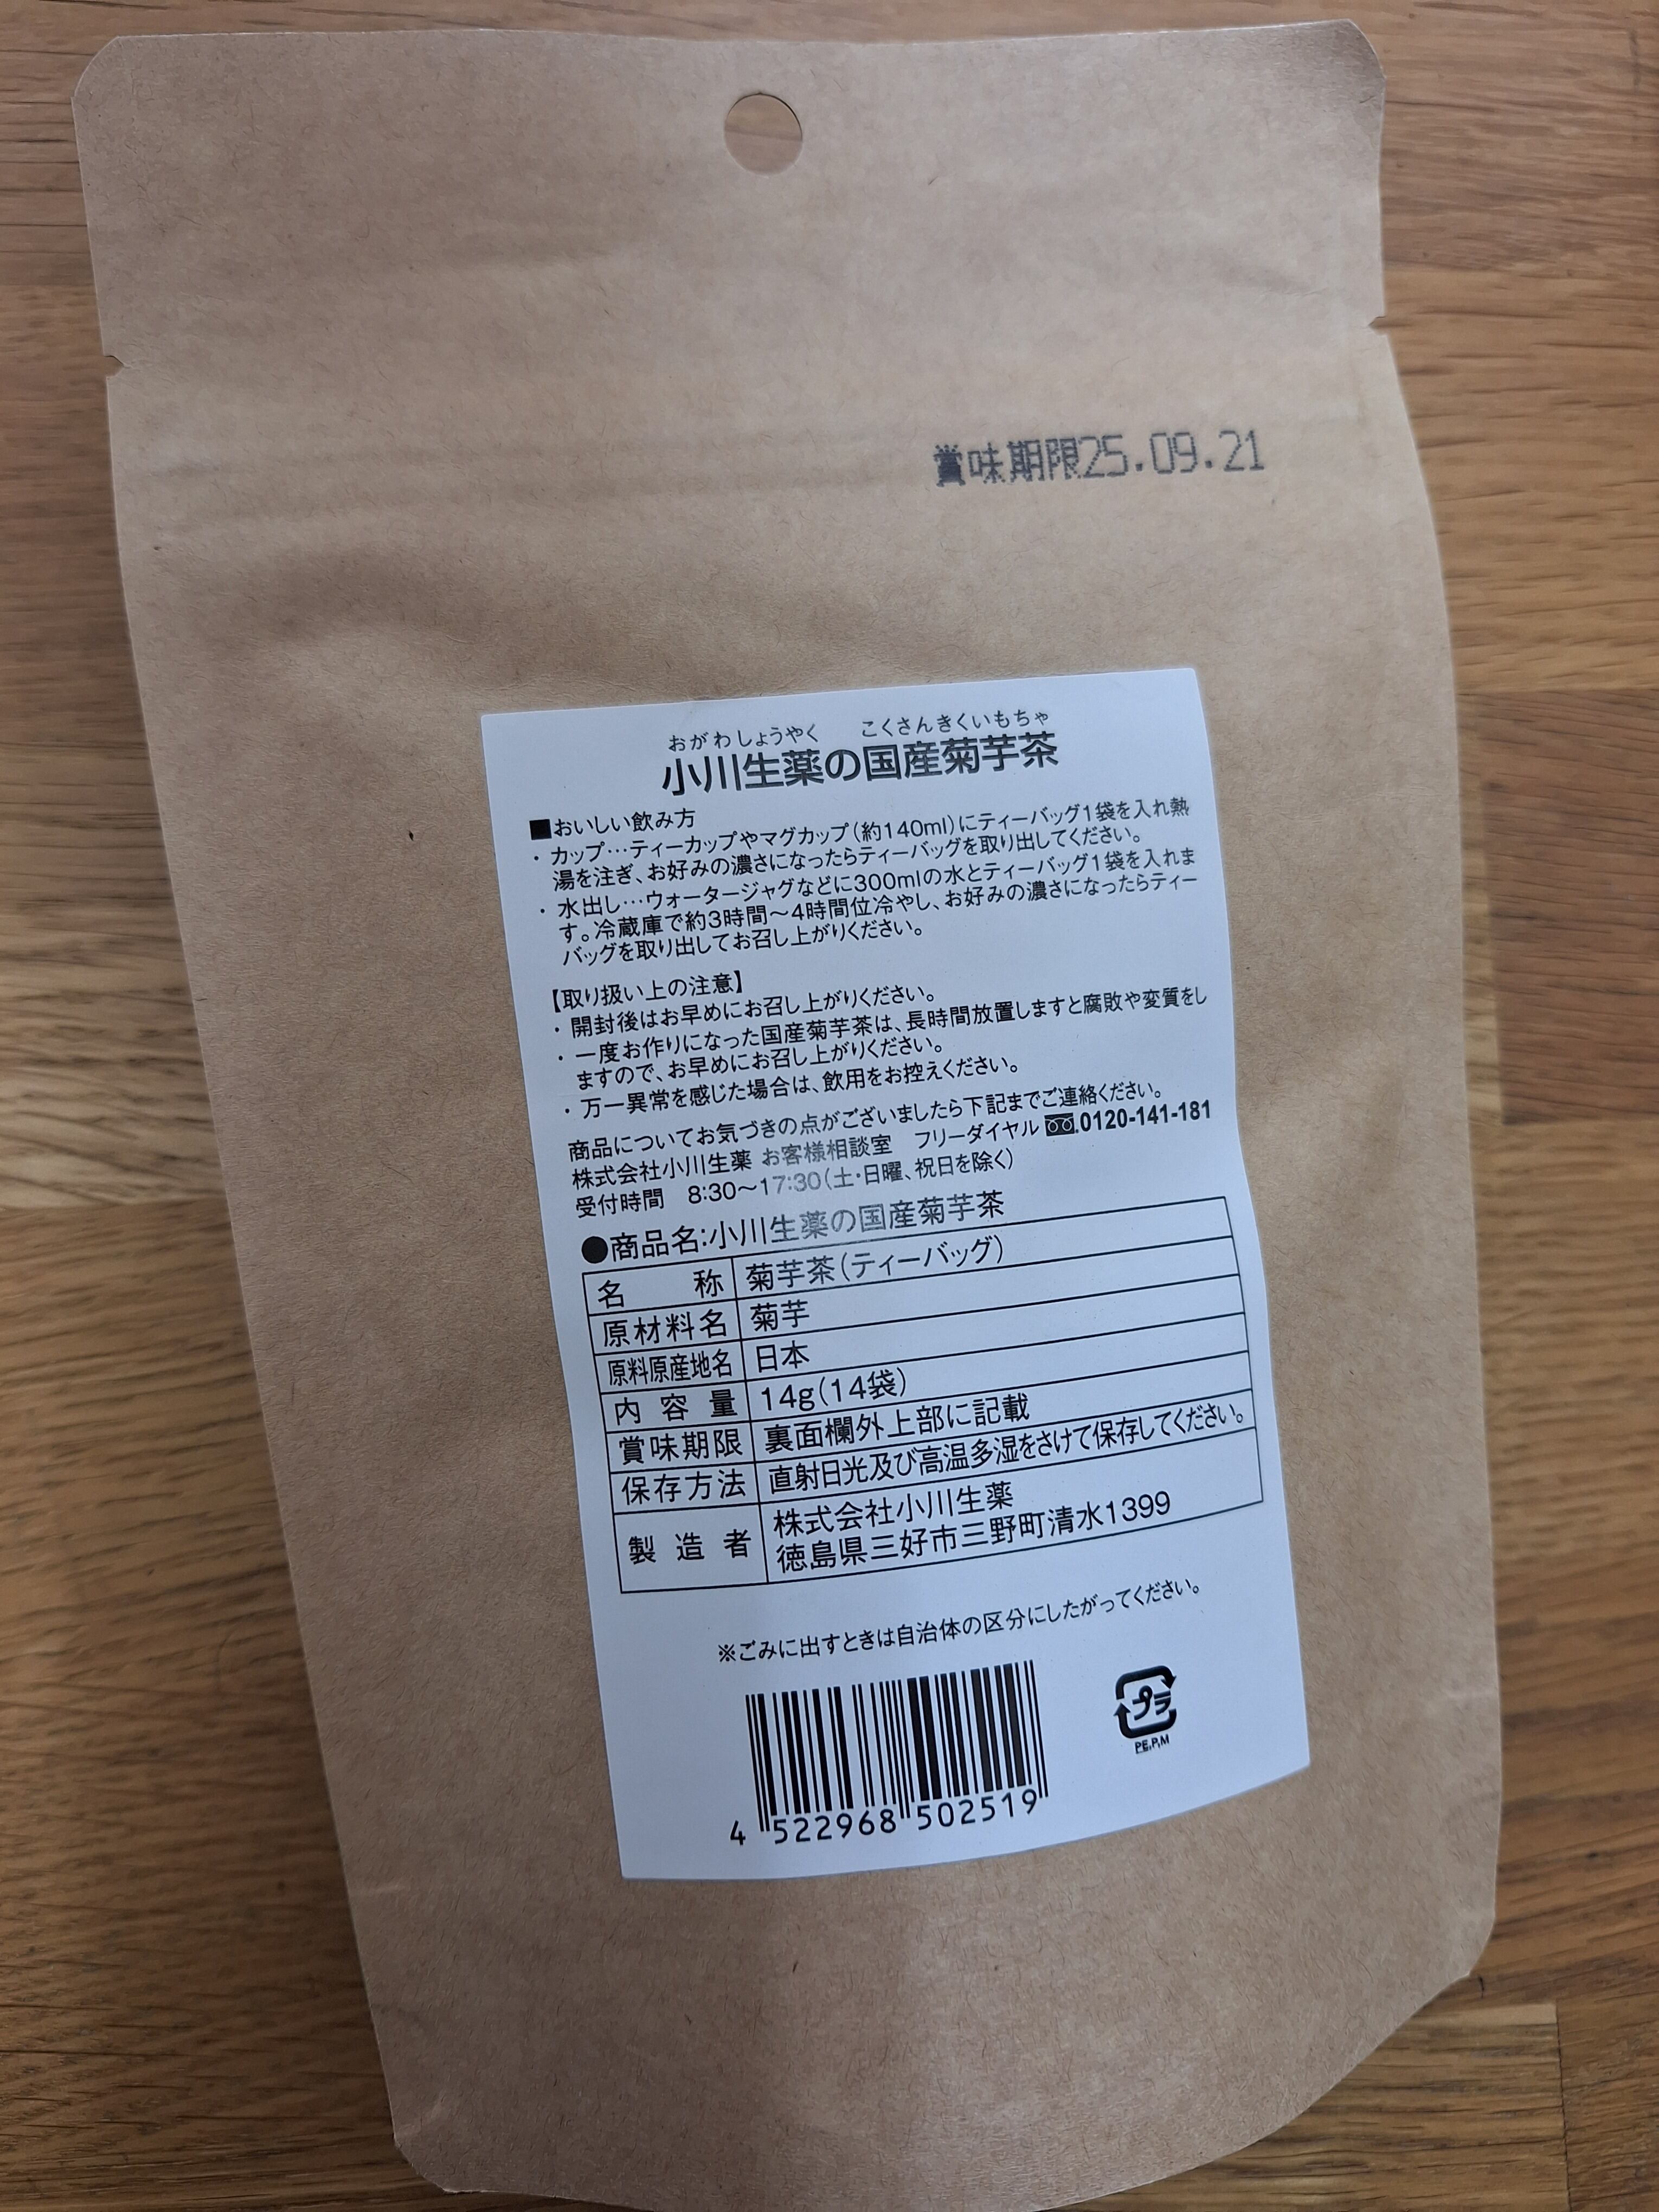 賞味期限25.09.21
おがわしょうやく こくさんきくいもちゃ
小川生薬の国産菊芋茶
■おいしい飲み方
・カップ…ティーカップやマグカップ(約140ml)にティーバッグ1袋を入れ熱
湯を注ぎ、お好みの濃さになったらティーバッグを取り出してください。
・水出し…ウォータージャグなどに300mlの水とティーバッグ1袋を入れま
す。冷蔵庫で約3時間～4時間位冷やし、お好みの濃さになったらティー
バッグを取り出してお召し上がりください。
【取り扱い上の注意】
・開封後はお早めにお召し上がりください。
・一度お作りになった国産菊芋茶は、長時間放置しますと腐敗や変質をし
ますので、お早めにお召し上がりください。
・万一異常を感じた場合は、飲用をお控えください。
商品についてお気づきの点がございましたら下記までご連絡ください。
株式会社小川生薬 お客様相談室 フリーダイヤル 0120-141-181
受付時間 8:30～17:30(土・日曜、祝日を除く)
●商品名:小川生薬の国産菊芋茶
名称 菊芋茶(ティーバッグ)
原材料名 菊芋
原料原産地名 日本
内容量 14g(14袋)
賞味期限 裏面欄外上部に記載
保存方法 直射日光及び高温多湿をさけて保存してください。
製造者 株式会社小川生薬
徳島県三好市三野町清水1399
※ごみに出すときは自治体の区分にしたがってください。
プラ
PE,P,M
4 522968 502519